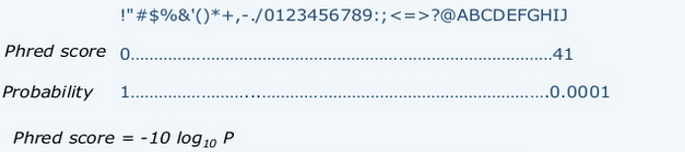 !"#$%&'()*+,-./0123456789:;<=>?@ABCDEFGHIJ
Phred score 0..........................................................................................41
Probability 1..........................................................................................0.0001
Phred score = -10 log10 P